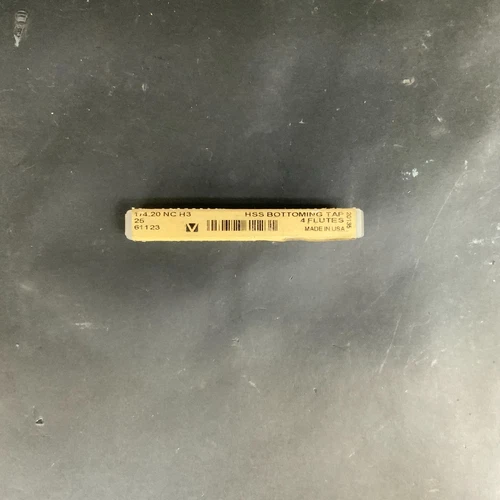 1/4.20 NC H3 HSS BOTTOMING TAP
25 4 FLUTES
61123 V MADE IN USA